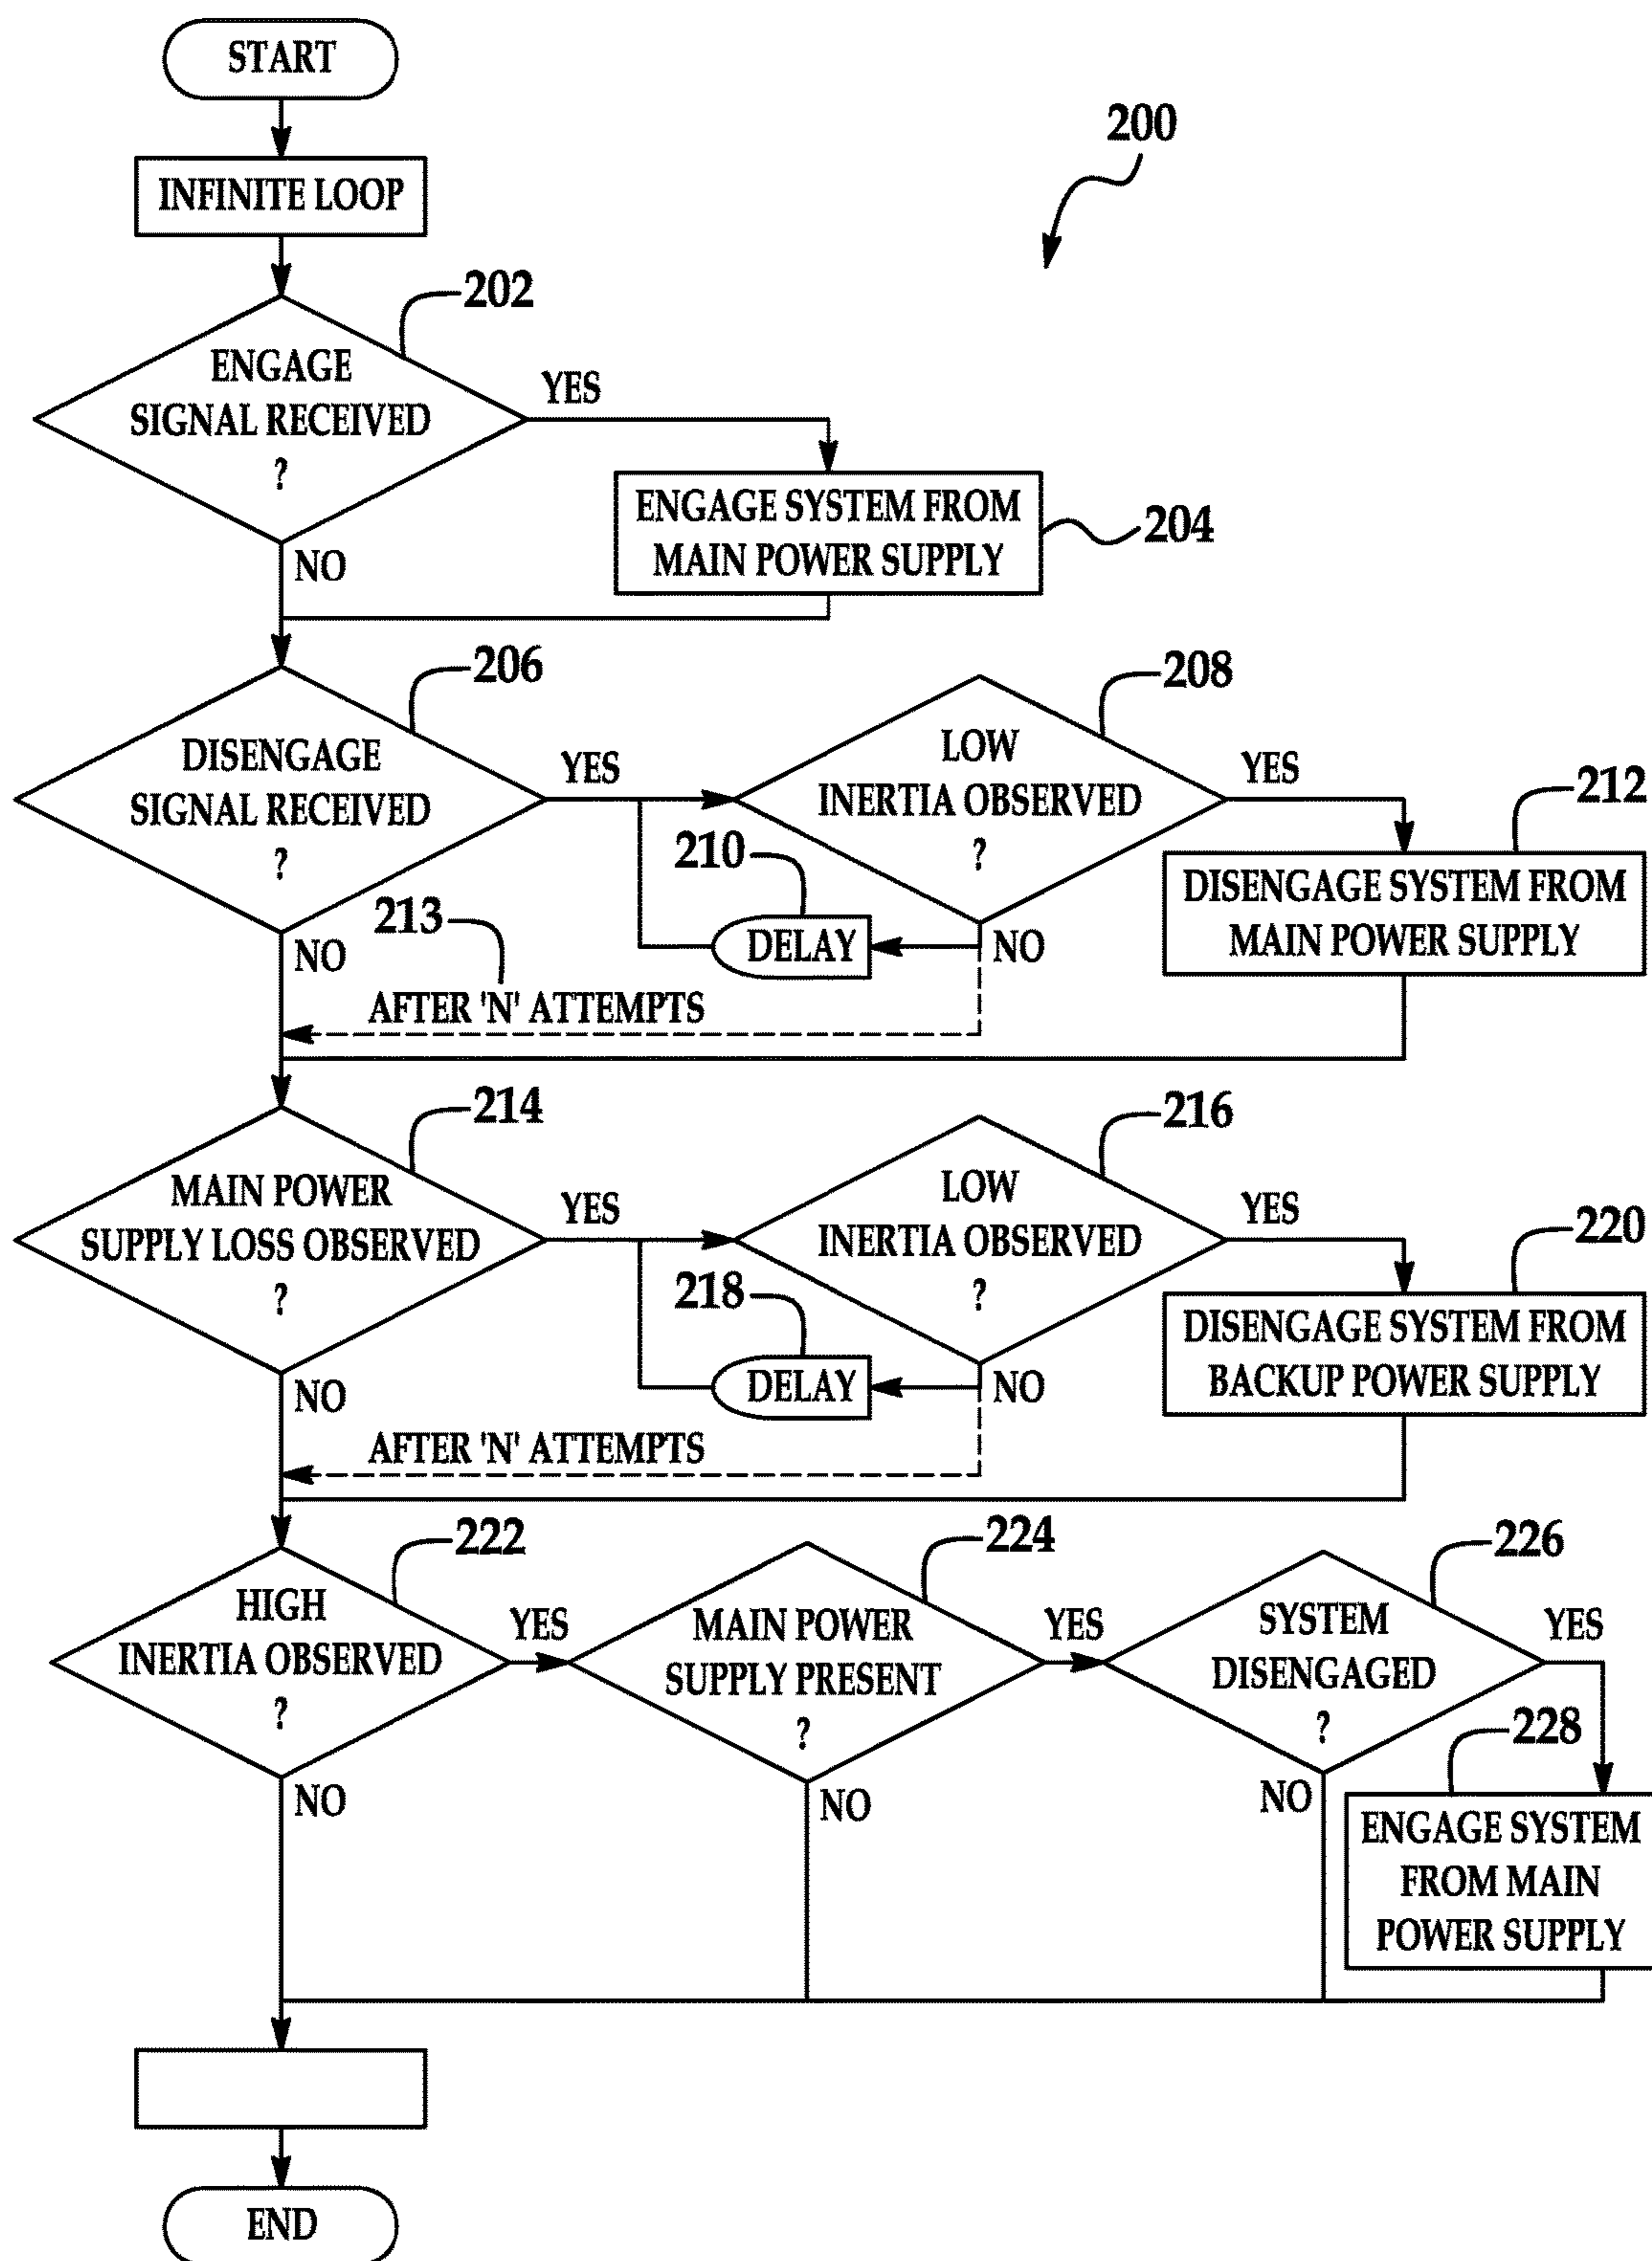 START
200
INFINITE LOOP
202
ENGAGE
SIGNAL RECEIVED
?
YES
NO
ENGAGE SYSTEM FROM
MAIN POWER SUPPLY
204
206
DISENGAGE
SIGNAL RECEIVED
?
YES
NO
208
LOW
INERTIA OBSERVED
?
YES
NO
210
DELAY
212
DISENGAGE SYSTEM FROM
MAIN POWER SUPPLY
213
AFTER 'N' ATTEMPTS
214
MAIN POWER
SUPPLY LOSS OBSERVED
?
YES
NO
216
LOW
INERTIA OBSERVED
?
YES
NO
218
DELAY
220
DISENGAGE SYSTEM FROM
BACKUP POWER SUPPLY
AFTER 'N' ATTEMPTS
222
HIGH
INERTIA OBSERVED
?
YES
NO
224
MAIN POWER
SUPPLY PRESENT
?
YES
NO
226
SYSTEM
DISENGAGED
?
YES
NO
228
ENGAGE SYSTEM
FROM MAIN
POWER SUPPLY
END